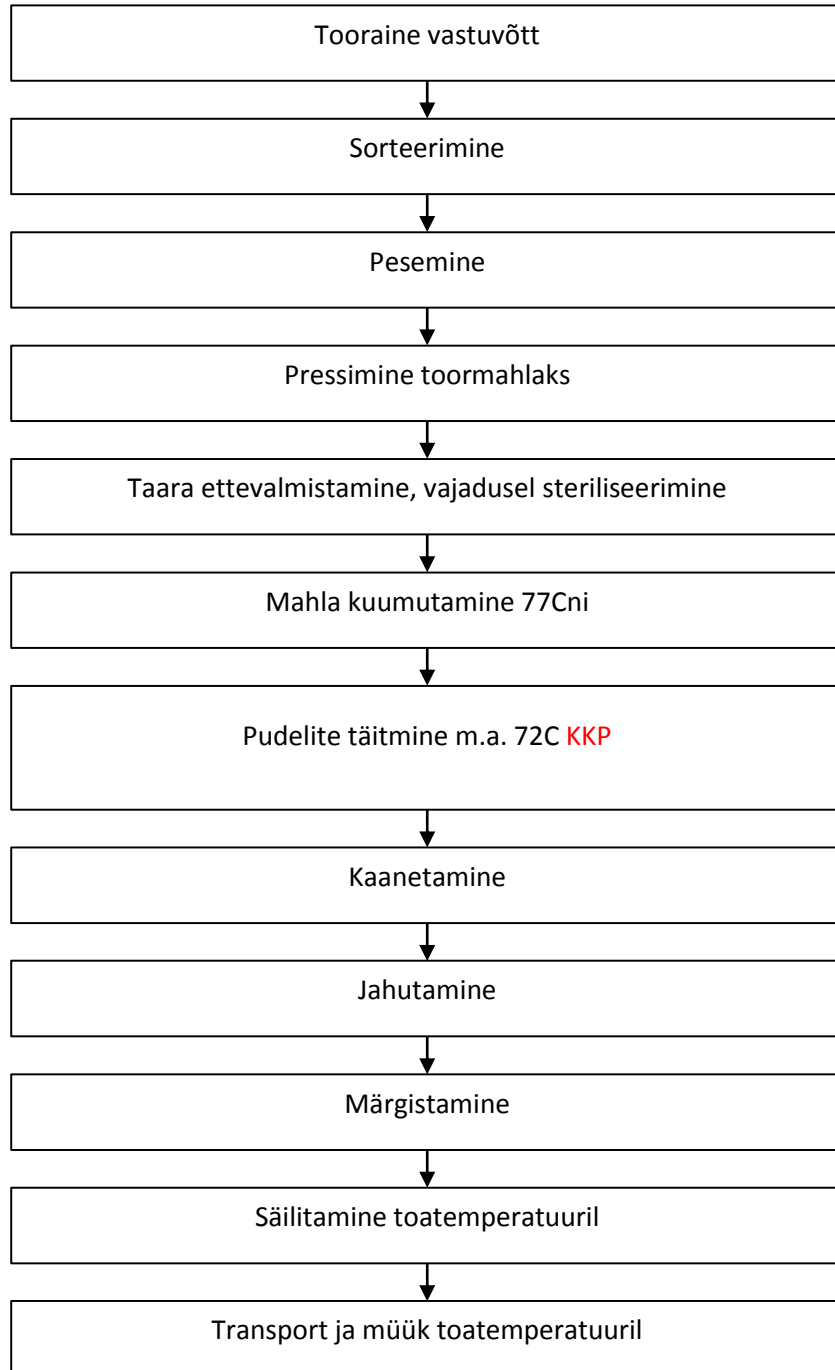 Tooraine vastuvõtt
Sorteerimine
Pesemine
Pressimine toormahlaks
Taara ettevalmistamine, vajadusel steriliseerimine
Mahla kuumutamine 77Cni
Pudelite täitmine m.a. 72C KKP
Kaanetamine
Jahutamine
Märgistamine
Säilitamine toatemperatuuril
Transport ja müük toatemperatuuril